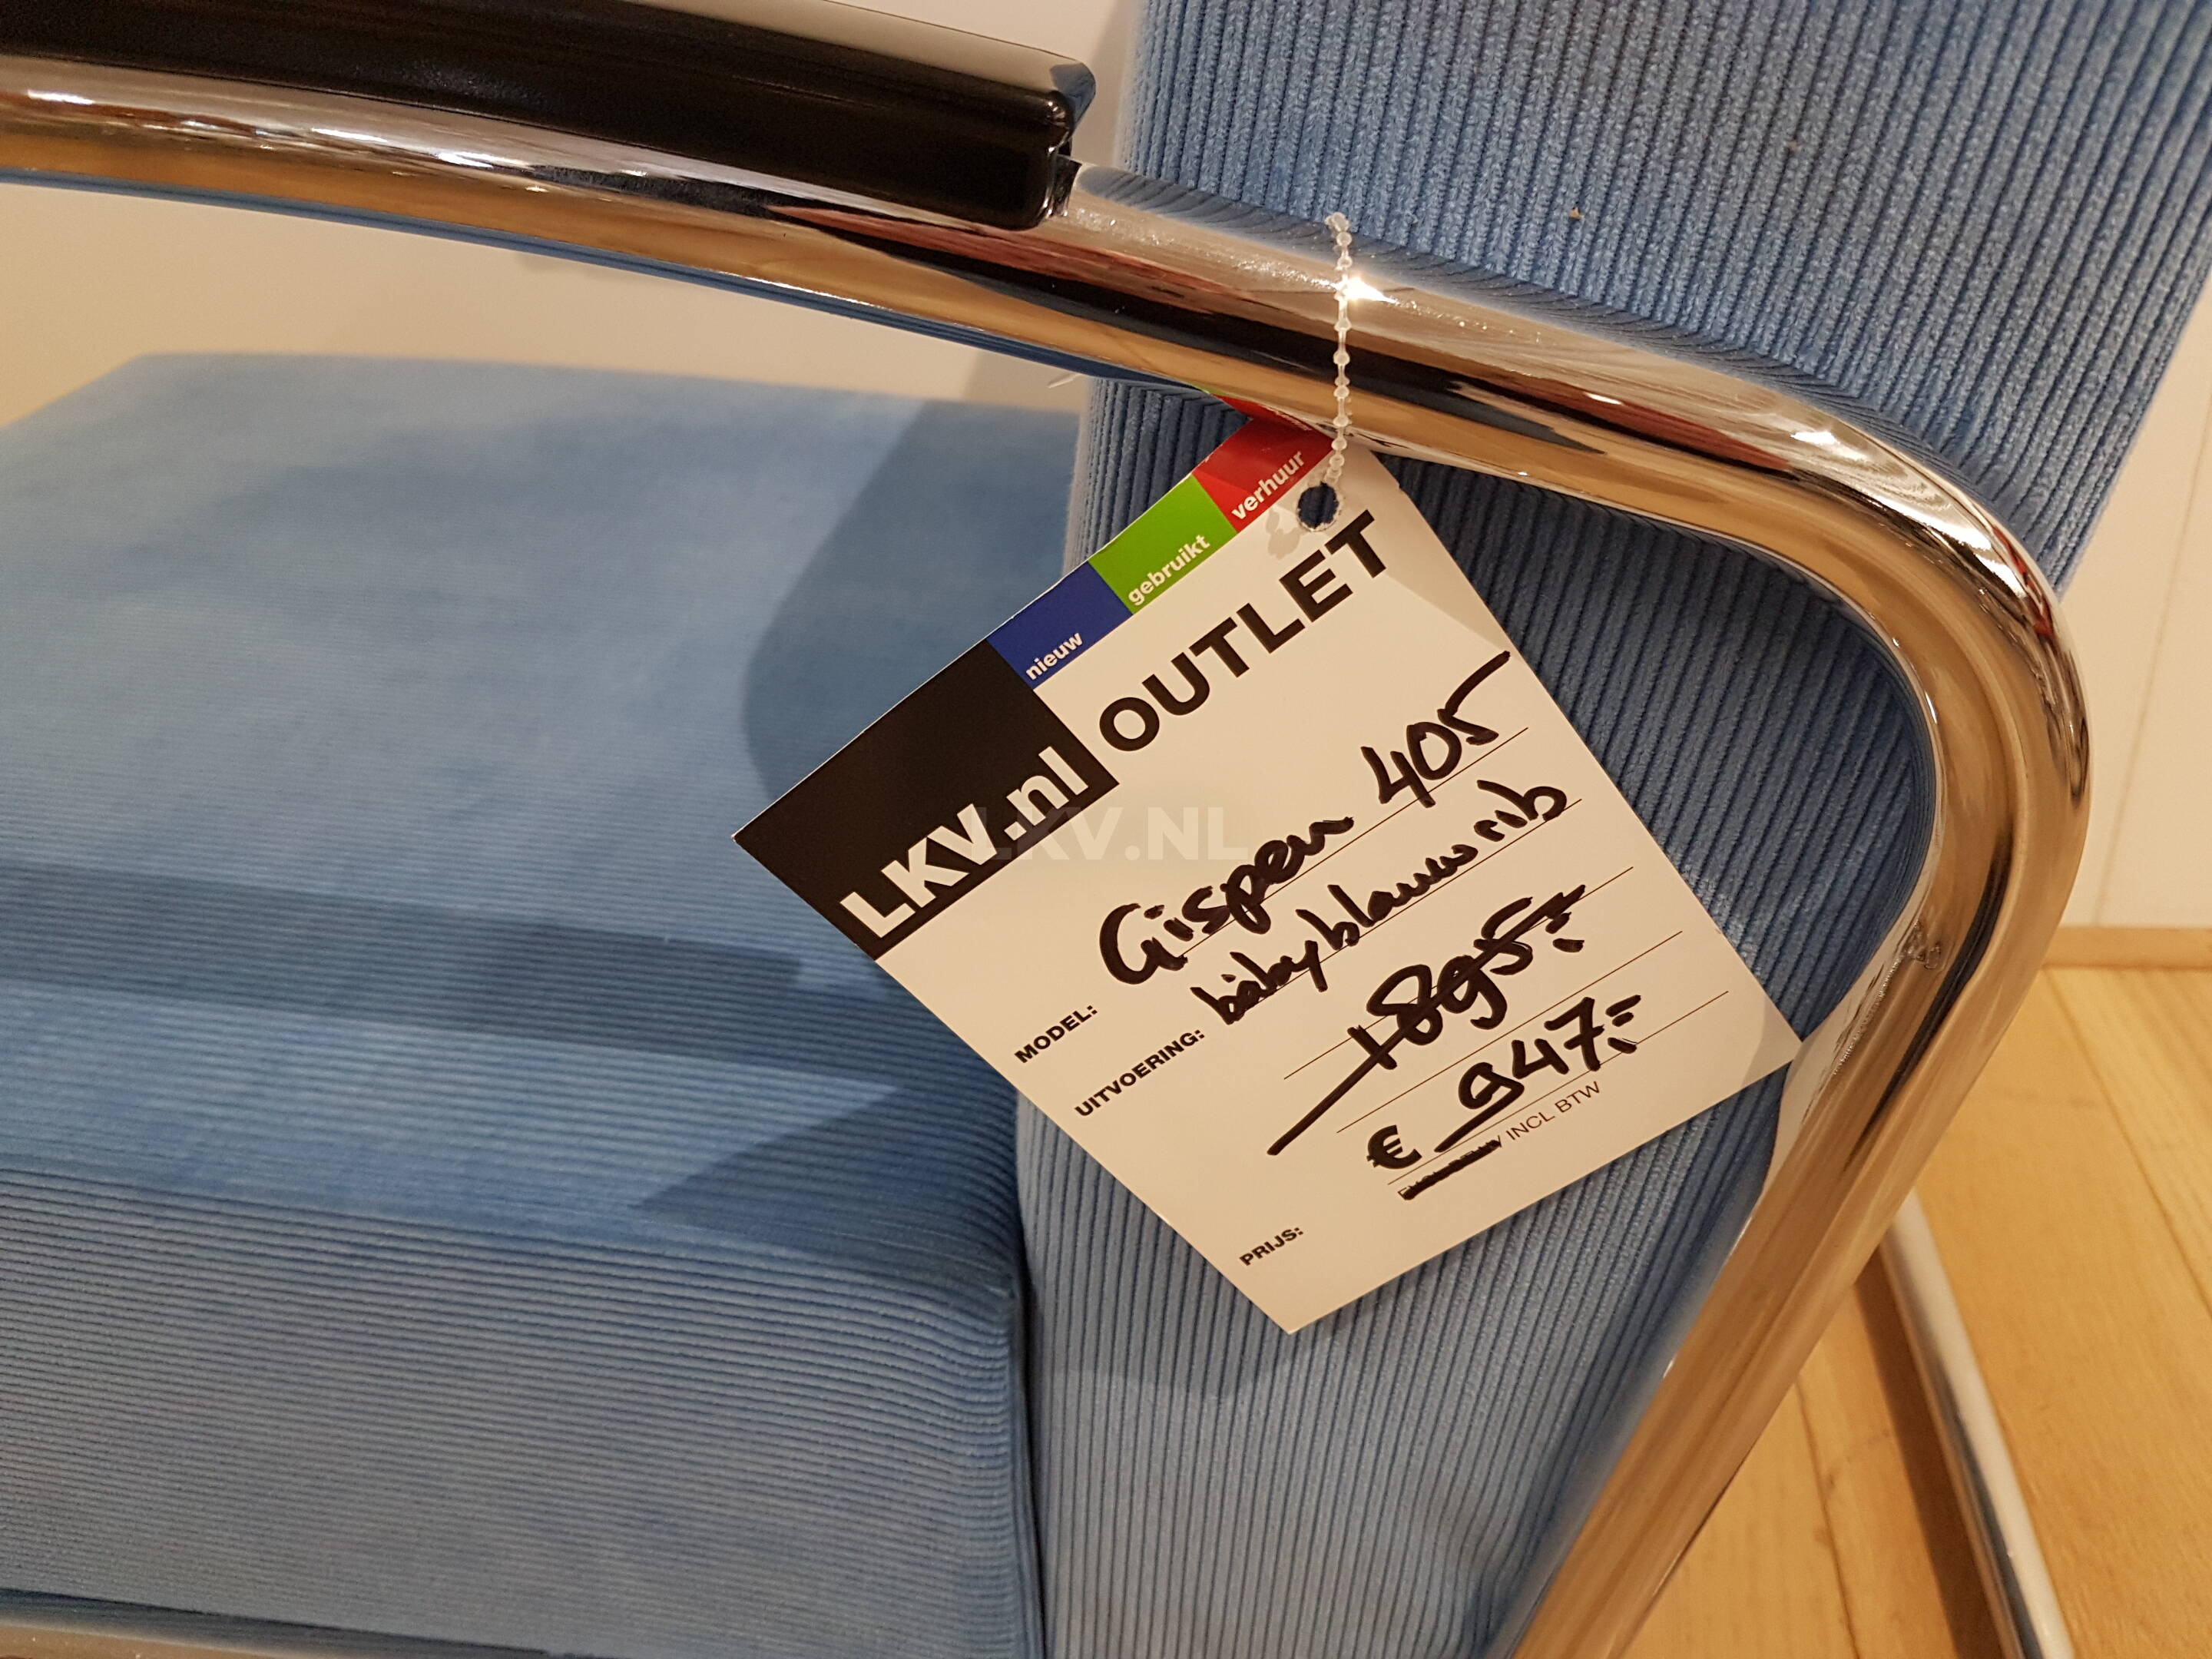 verhuur
gebruikt
nieuw
LKV.nl OUTLET
MODEL: Gispen 405
UITVOERING: babyblauw rib
1895,=
PRIJS: € 947,=
INCL BTW
LKV.NL